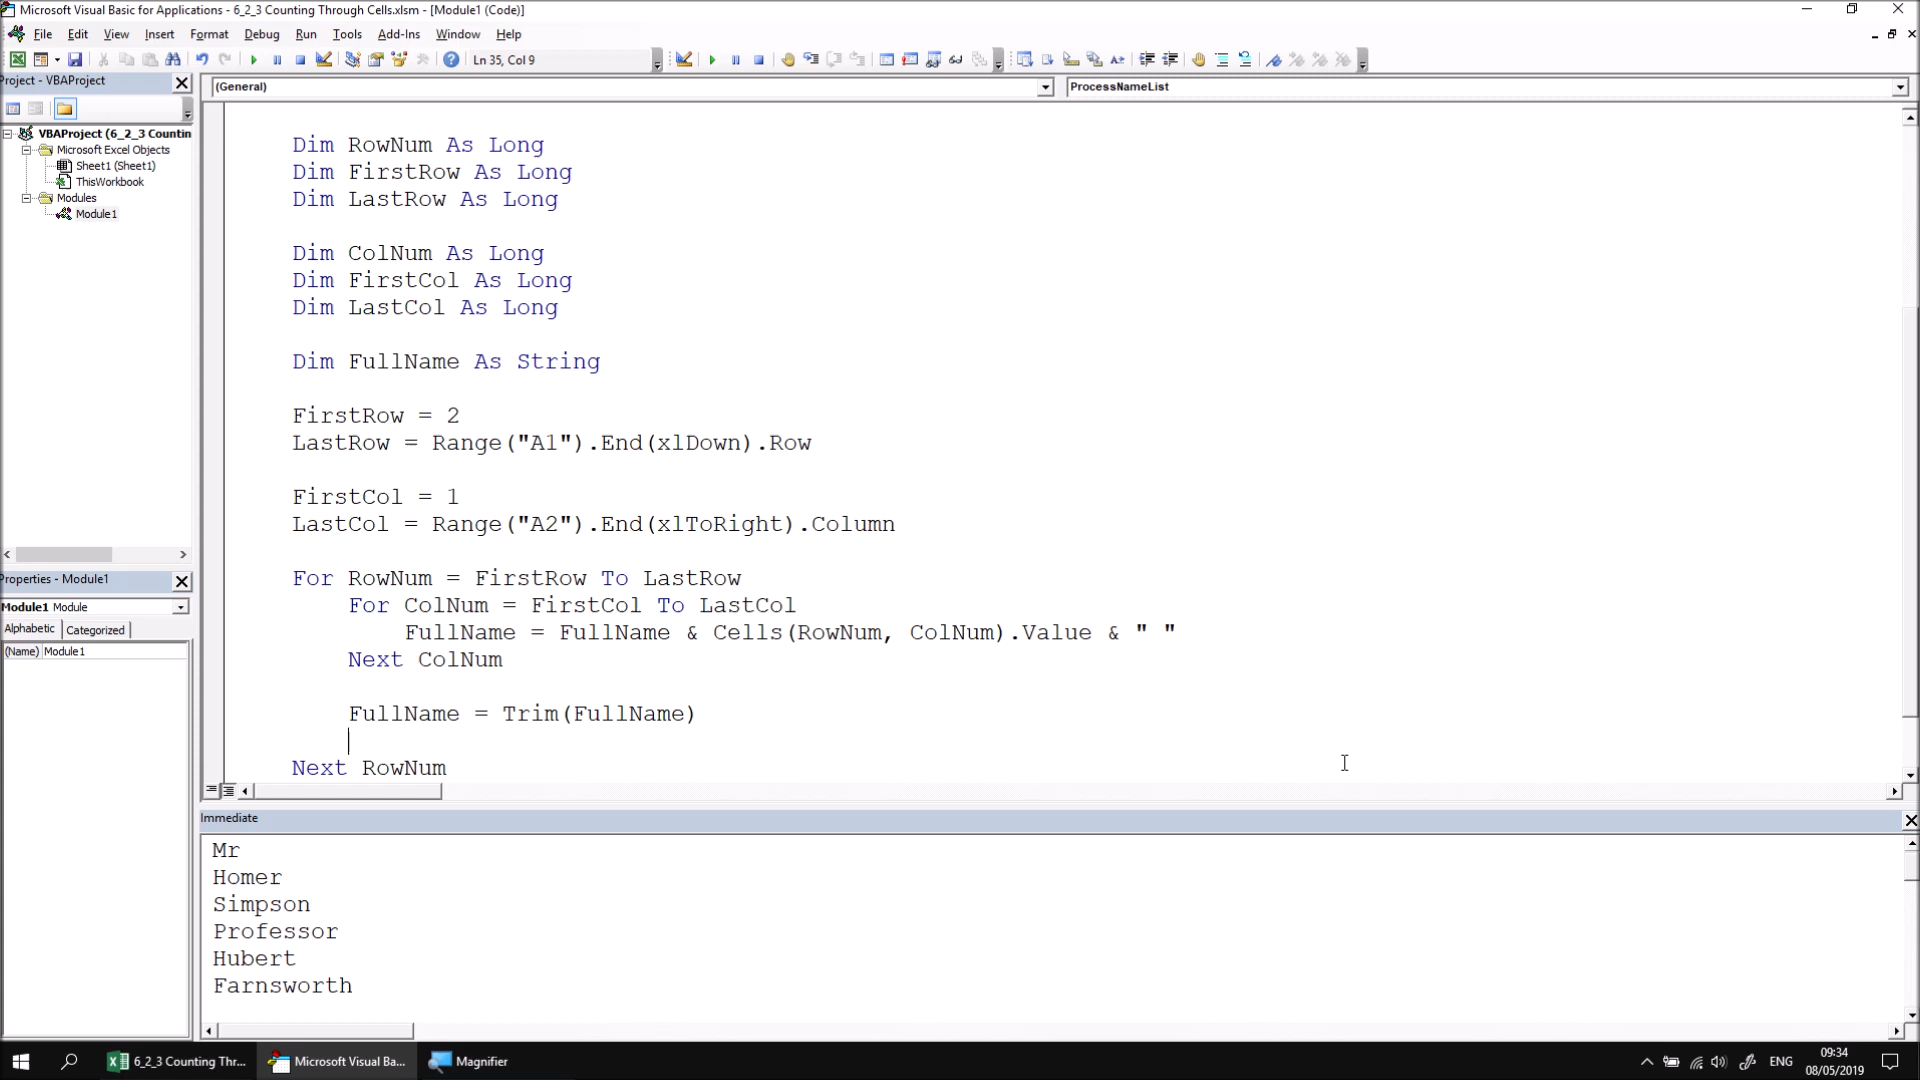 Microsoft Visual Basic for Applications - 6_2_3 Counting Through Cells.xlsm - [Module1 (Code)]
File Edit View Insert Format Debug Run Tools Add-Ins Window Help
Ln 35, Col 9
Project - VBAProject
(General)
ProcessNameList
VBAProject (6_2_3 Countin
Microsoft Excel Objects
Sheet1 (Sheet1)
ThisWorkbook
Modules
Module1
Properties - Module1
Module1 Module
Alphabetic Categorized
(Name) Module1
Dim RowNum As Long
Dim FirstRow As Long
Dim LastRow As Long
Dim ColNum As Long
Dim FirstCol As Long
Dim LastCol As Long
Dim FullName As String
FirstRow = 2
LastRow = Range("A1").End(xlDown).Row
FirstCol = 1
LastCol = Range("A2").End(xlToRight).Column
For RowNum = FirstRow To LastRow
For ColNum = FirstCol To LastCol
FullName = FullName & Cells(RowNum, ColNum).Value & " "
Next ColNum
FullName = Trim(FullName)
Next RowNum
Immediate
Mr
Homer
Simpson
Professor
Hubert
Farnsworth
6_2_3 Counting Thr...
Microsoft Visual Ba...
Magnifier
ENG
09:34
08/05/2019